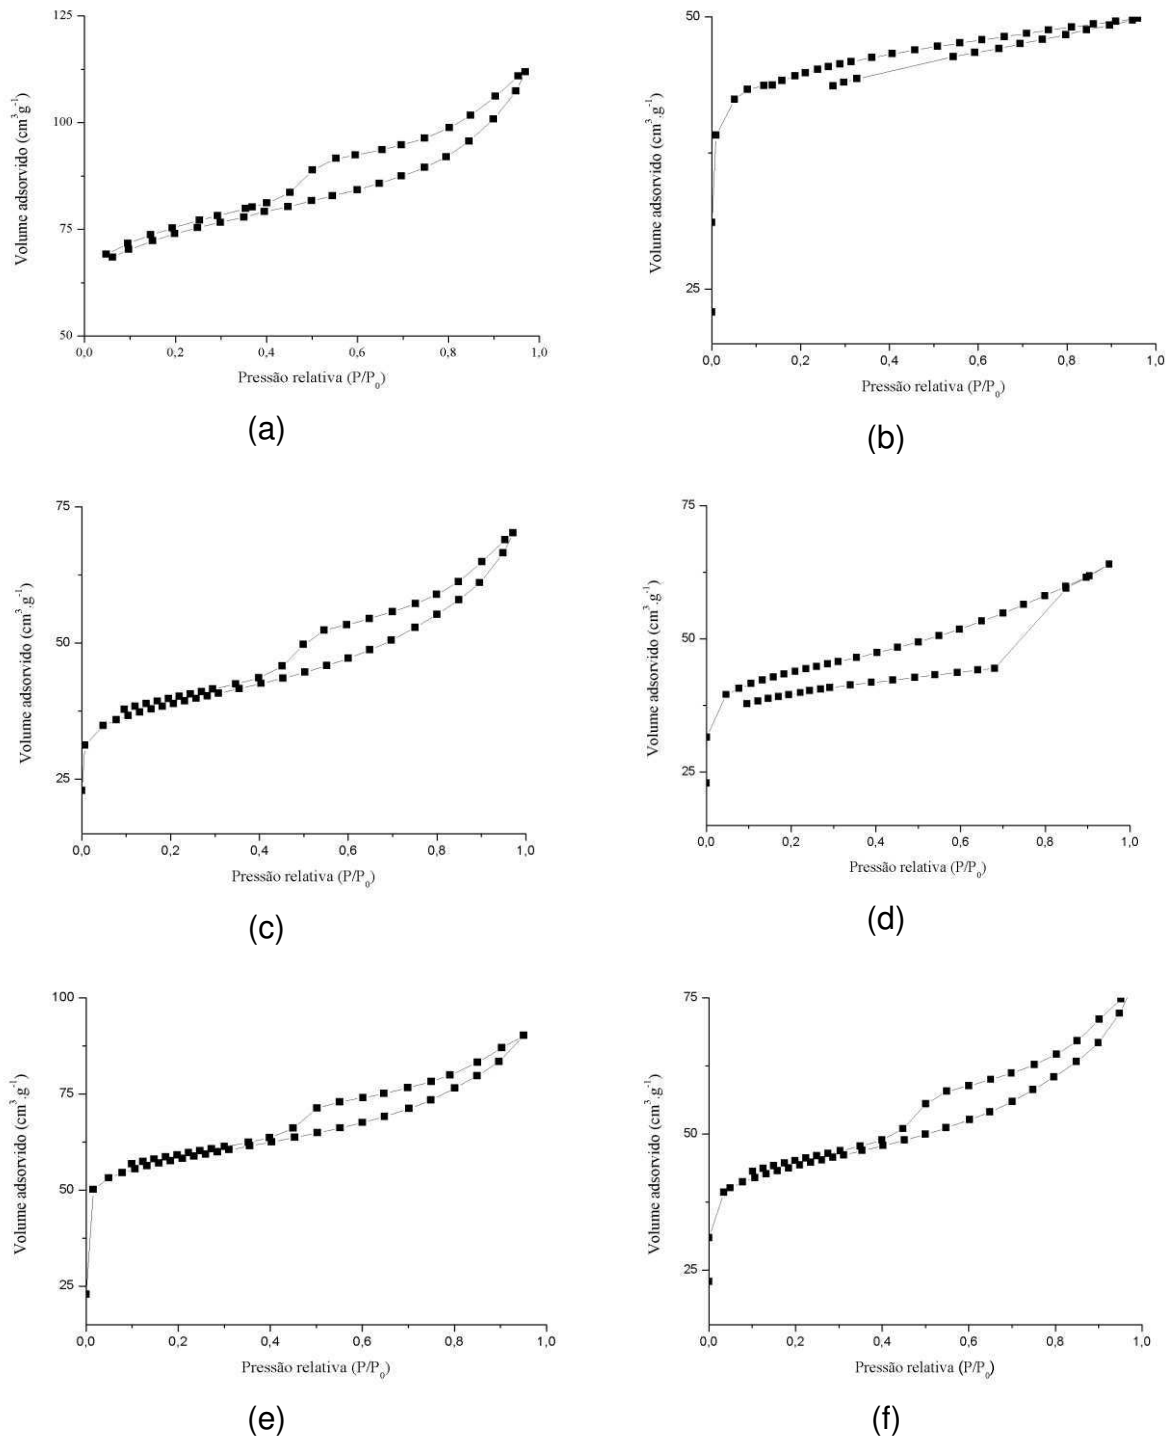 125
100
75
50
Volume adsorvido (cm³g⁻¹)
0,0 0,2 0,4 0,6 0,8 1,0
Pressão relativa (P/P₀)
(a)
50
25
Volume adsorvido (cm³.g⁻¹)
0,0 0,2 0,4 0,6 0,8 1,0
Pressão relativa (P/P₀)
(b)
75
50
25
Volume adsorvido (cm³.g⁻¹)
0,0 0,2 0,4 0,6 0,8 1,0
Pressão relativa (P/P₀)
(c)
75
50
25
Volume adsorvido (cm³.g⁻¹)
0,0 0,2 0,4 0,6 0,8 1,0
Pressão relativa (P/P₀)
(d)
100
75
50
25
Volume adsorvido (cm³.g⁻¹)
0,0 0,2 0,4 0,6 0,8 1,0
Pressão relativa (P/P₀)
(e)
75
50
25
Volume adsorvido (cm³.g⁻¹)
0,0 0,2 0,4 0,6 0,8 1,0
Pressão relativa (P/P₀)
(f)